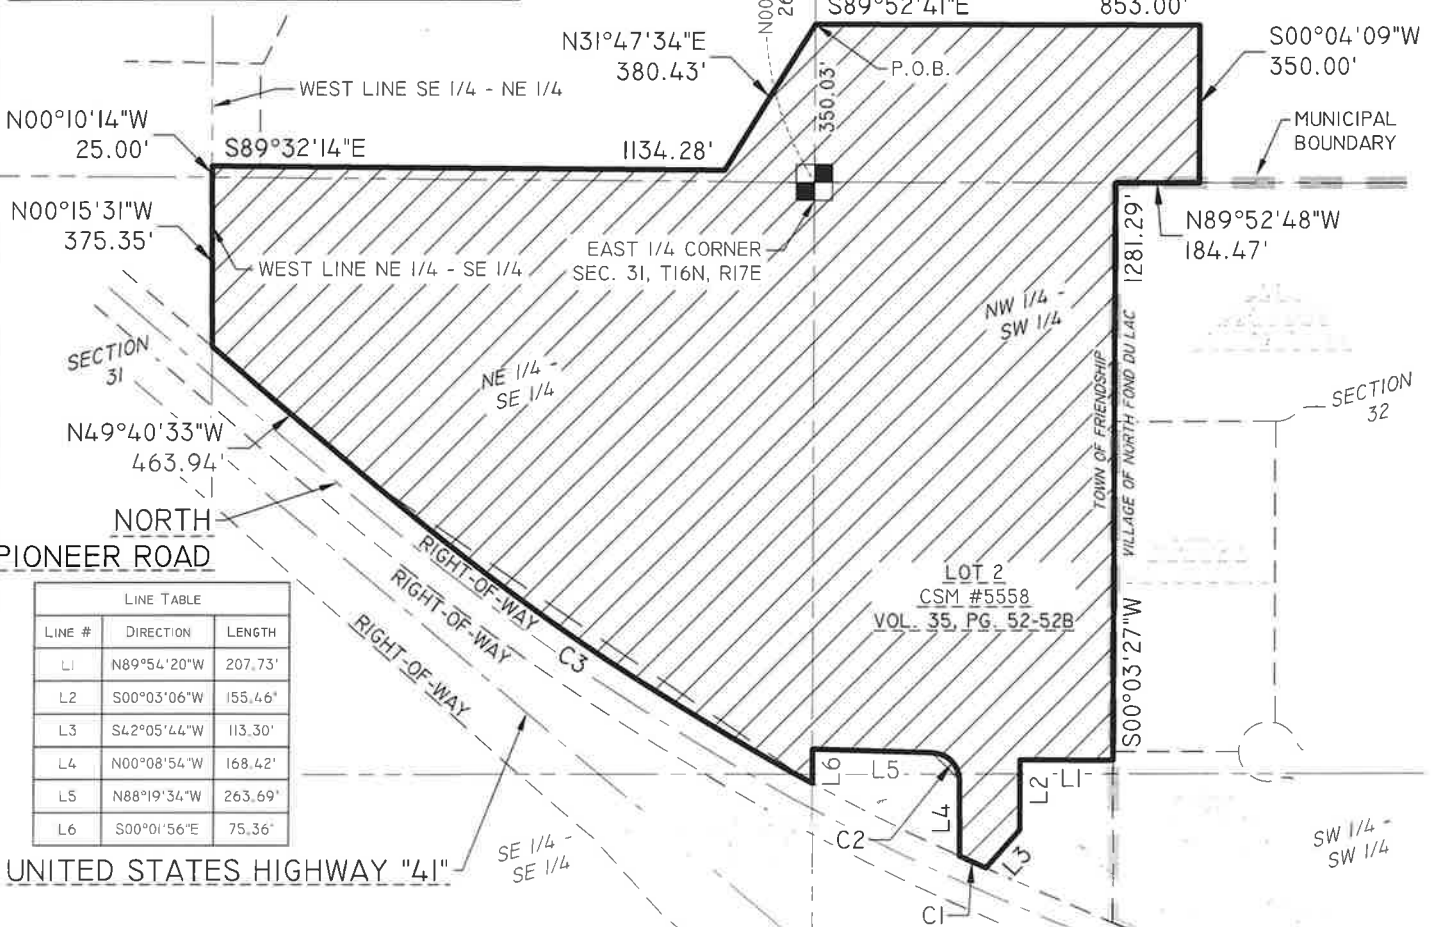 S89°52'41"E
853.00'
N00°
26
N31°47'34"E
380.43'
P.O.B.
350.03'
S00°04'09"W
350.00'
WEST LINE SE 1/4 - NE 1/4
N00°10'14"W
25.00'
S89°32'14"E
1134.28'
MUNICIPAL
BOUNDARY
N00°15'31"W
375.35'
WEST LINE NE 1/4 - SE 1/4
EAST 1/4 CORNER
SEC. 31, T16N, R17E
N89°52'48"W
184.47'
1281.29'
NW 1/4 -
SW 1/4
SECTION
31
NE 1/4 -
SE 1/4
TOWN OF FRIENDSHIP
VILLAGE OF NORTH FOND DU LAC
SECTION
32
N49°40'33"W
463.94'
NORTH
PIONEER ROAD
RIGHT-OF-WAY
RIGHT-OF-WAY
RIGHT-OF-WAY
C3
LOT 2
CSM #5558
VOL. 35, PG. 52-52B
S00°03'27"W
LINE TABLE
LINE # DIRECTION LENGTH
L1 N89°54'20"W 207.73'
L2 S00°03'06"W 155.46'
L3 S42°05'44"W 113.30'
L4 N00°08'54"W 168.42'
L5 N88°19'34"W 263.69'
L6 S00°01'56"E 75.36'
L6
L5
L4
L2
L1
L3
C2
C1
UNITED STATES HIGHWAY "41"
SE 1/4 -
SE 1/4
SW 1/4 -
SW 1/4